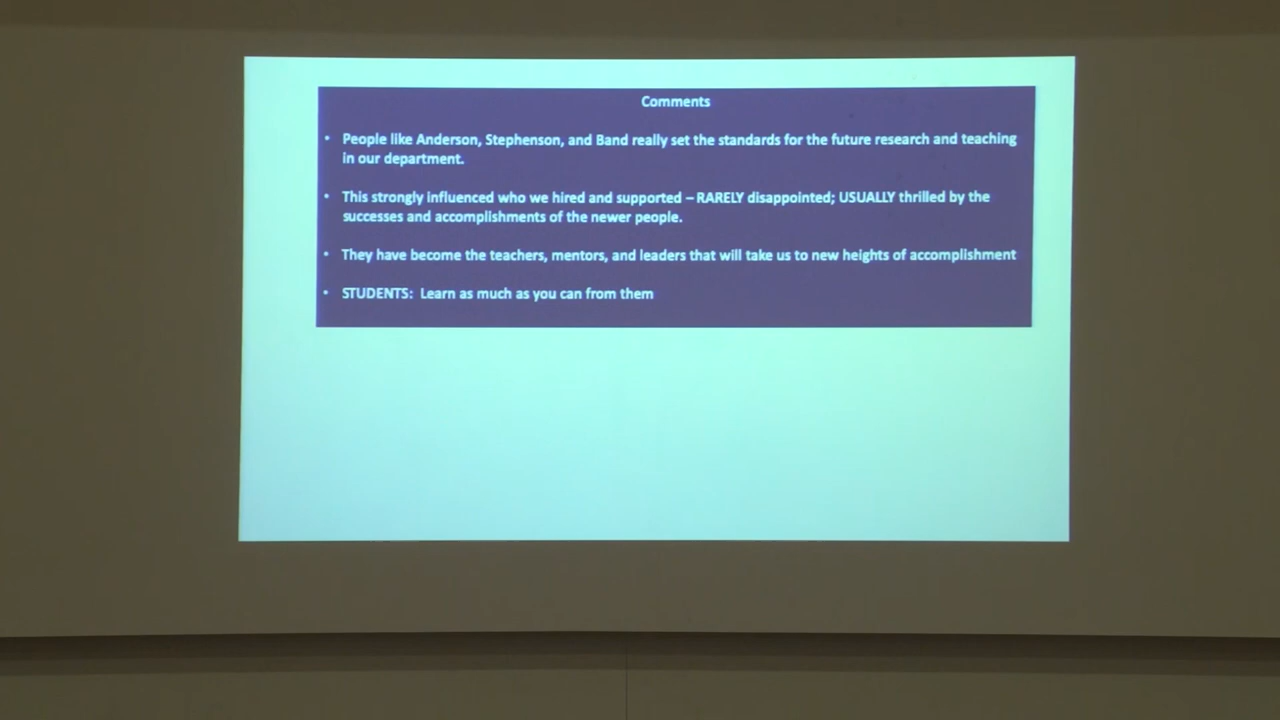 Comments
• People like Anderson, Stephenson, and Band really set the standards for the future research and teaching
in our department.
• This strongly influenced who we hired and supported – RARELY disappointed; USUALLY thrilled by the
successes and accomplishments of the newer people.
• They have become the teachers, mentors, and leaders that will take us to new heights of accomplishment
• STUDENTS: Learn as much as you can from them